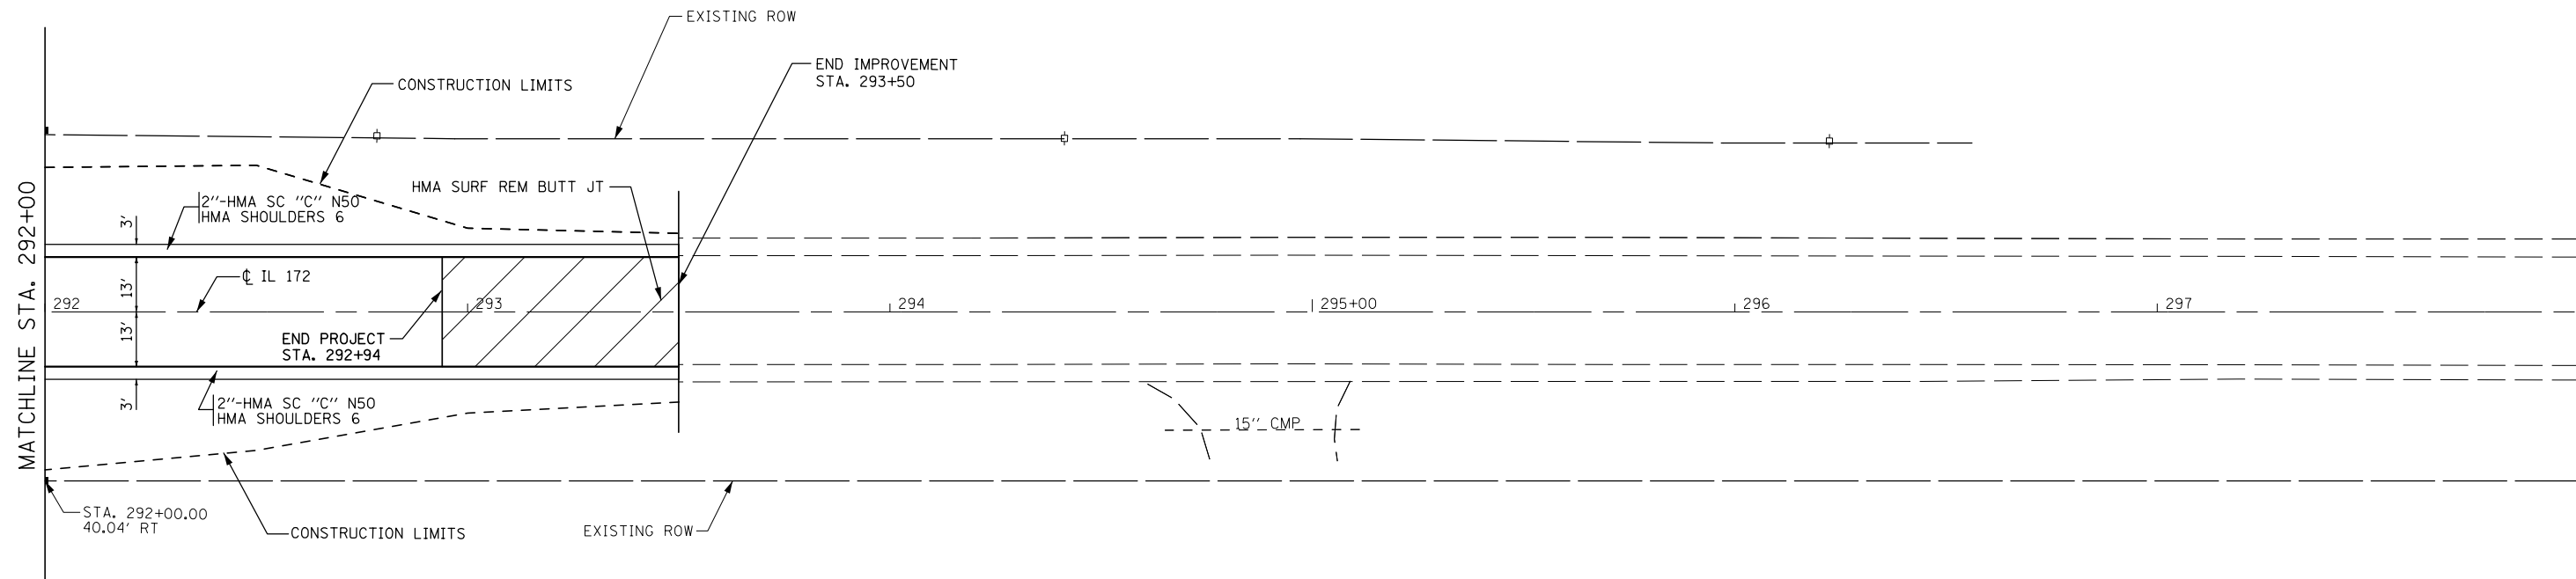 EXISTING ROW
END IMPROVEMENT
STA. 293+50
CONSTRUCTION LIMITS
HMA SURF REM BUTT JT
2"-HMA SC "C" N50
HMA SHOULDERS 6
3'
MATCHLINE STA. 292+00
13'
℄ IL 172
292
293
294
295+00
296
297
13'
END PROJECT
STA. 292+94
3'
2"-HMA SC "C" N50
HMA SHOULDERS 6
15" CMP
STA. 292+00.00
40.04' RT
CONSTRUCTION LIMITS
EXISTING ROW